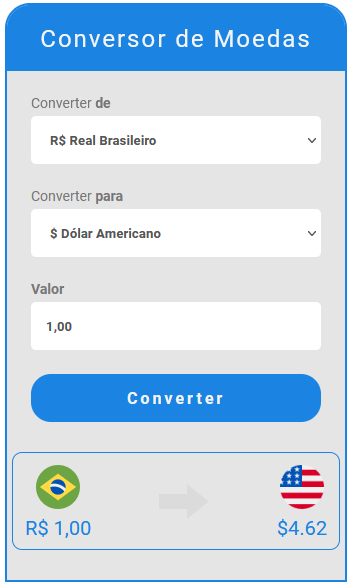 Conversor de Moedas
Converter de
R$ Real Brasileiro
Converter para
$ Dólar Americano
Valor
1,00
Converter
R$ 1,00
$4.62